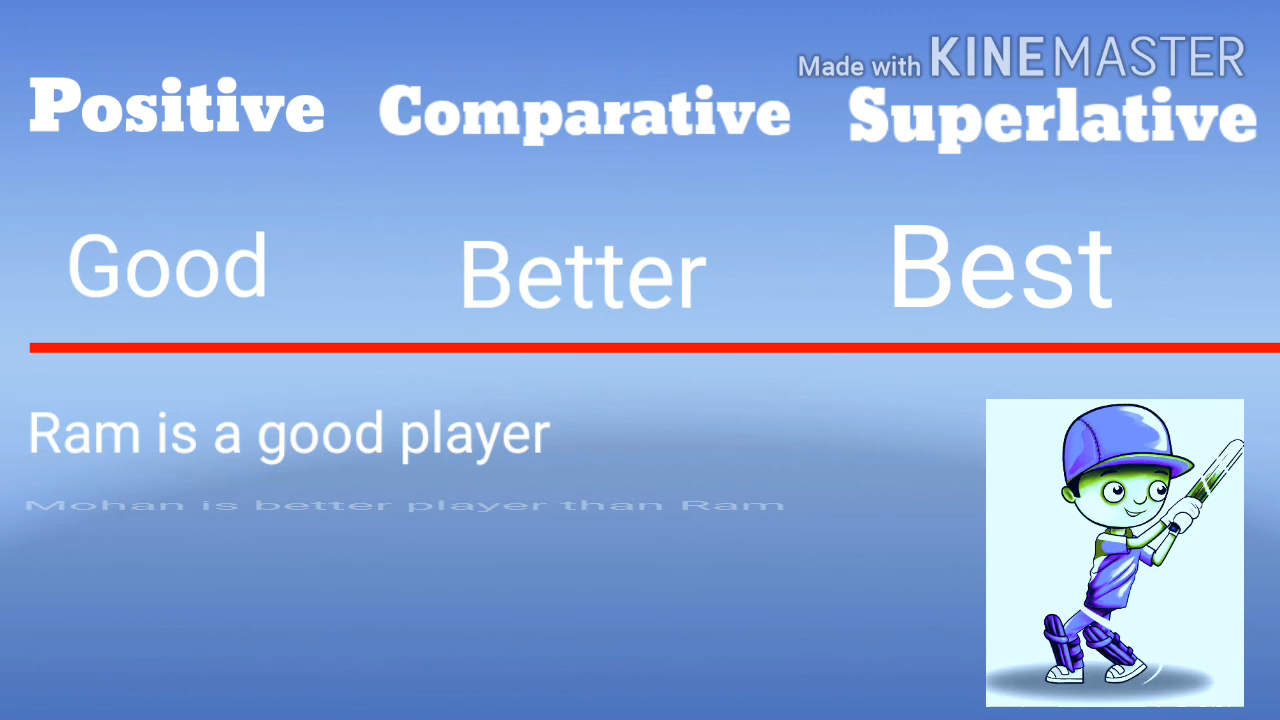 Made with KINEMASTER
Positive Comparative Superlative
Good Better Best
Ram is a good player
Mohan is better player than Ram